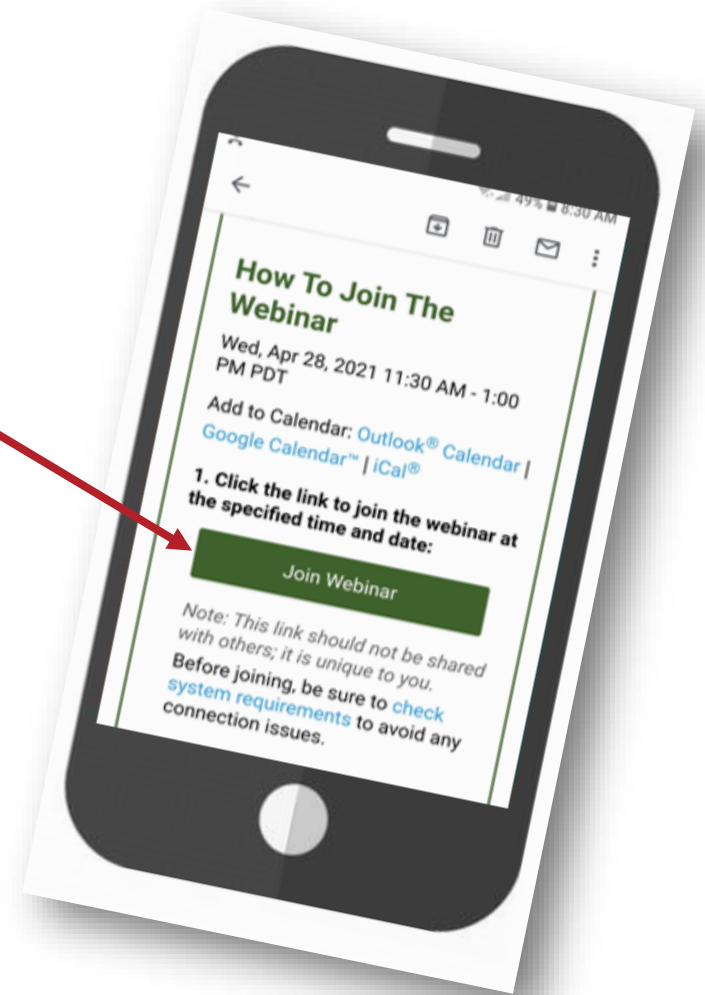 49% 8:30 AM
How To Join The
Webinar
Wed, Apr 28, 2021 11:30 AM - 1:00
PM PDT
Add to Calendar: Outlook® Calendar |
Google Calendar™ | iCal®
1. Click the link to join the webinar at
the specified time and date:
Join Webinar
Note: This link should not be shared
with others; it is unique to you.
Before joining, be sure to check
system requirements to avoid any
connection issues.